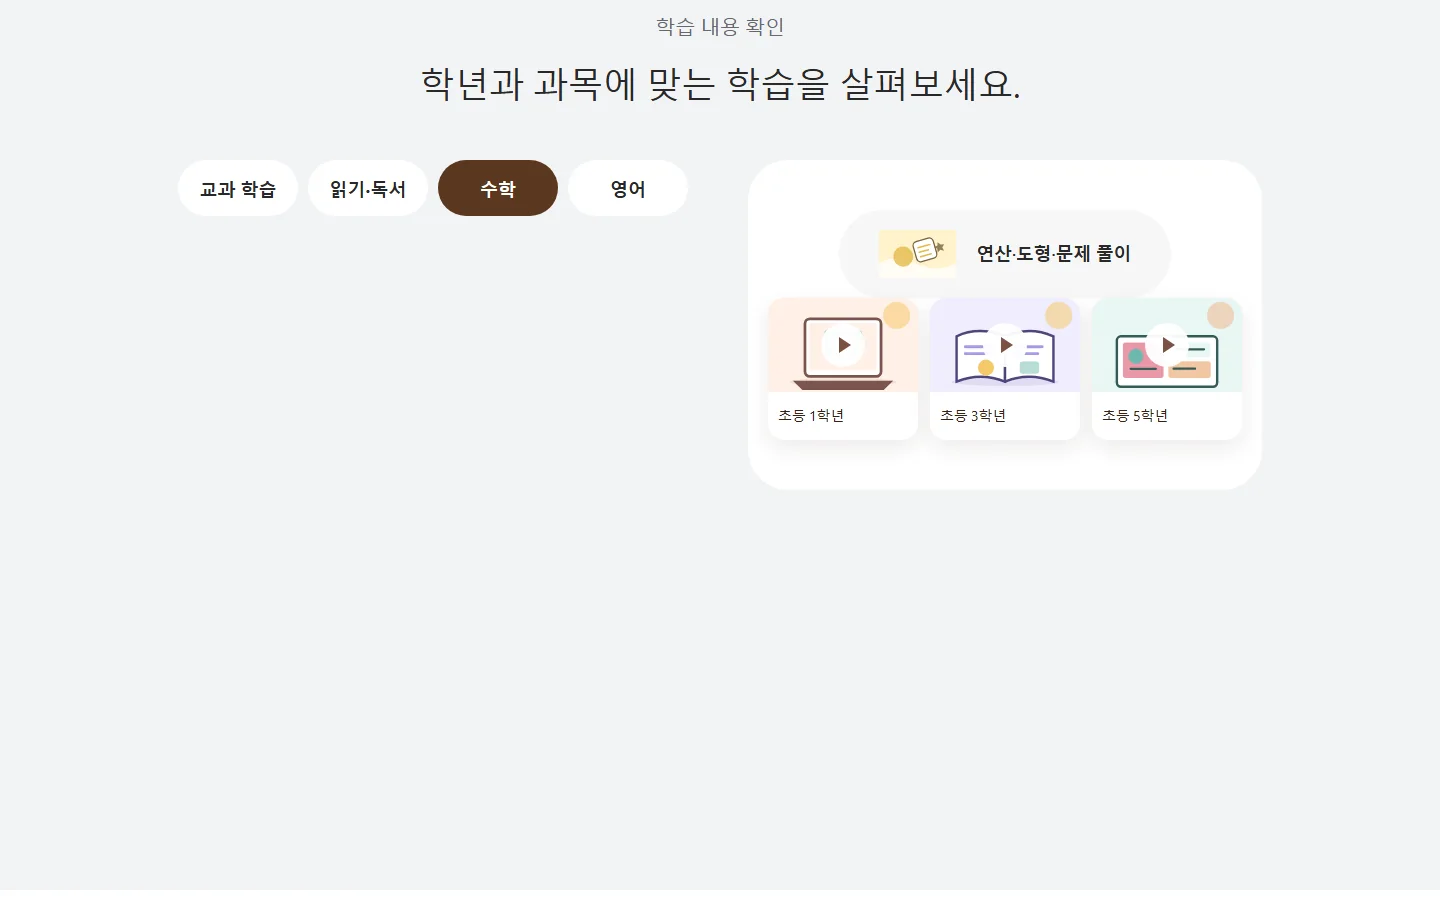 학습 내용 확인
학년과 과목에 맞는 학습을 살펴보세요.
교과 학습
읽기·독서
수학
영어
연산·도형·문제 풀이
초등 1학년
초등 3학년
초등 5학년